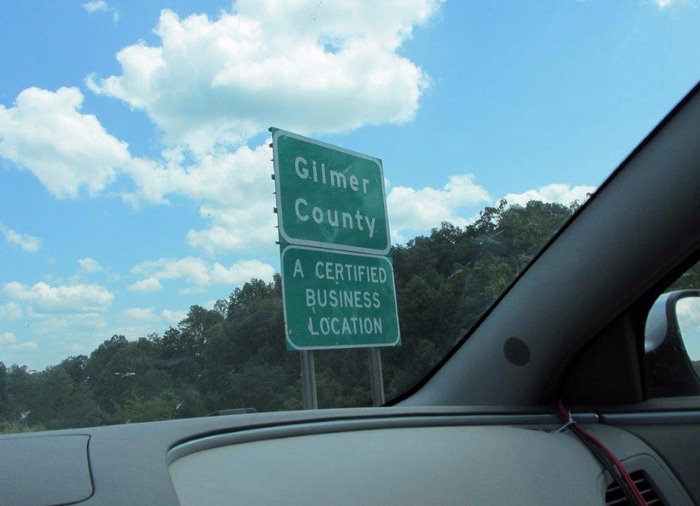 Gilmer
County
A CERTIFIED
BUSINESS
LOCATION